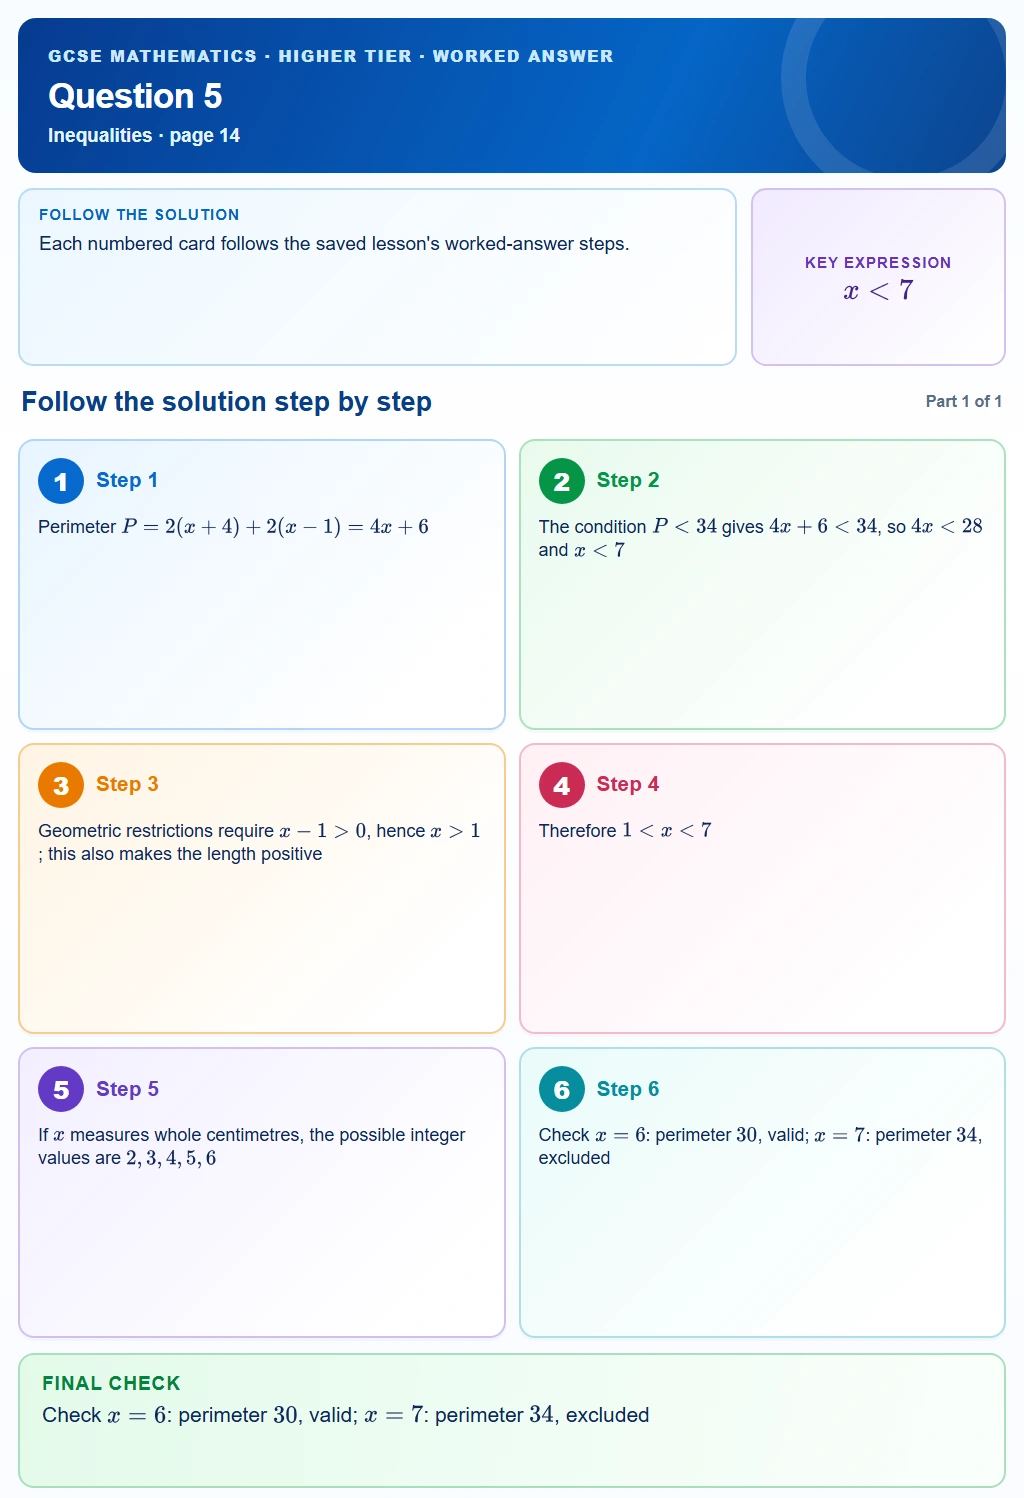 GCSE MATHEMATICS · HIGHER TIER · WORKED ANSWER
Question 5
Inequalities · page 14
FOLLOW THE SOLUTION
Each numbered card follows the saved lesson's worked-answer steps.
KEY EXPRESSION
x < 7
Follow the solution step by step
Part 1 of 1
1 Step 1
Perimeter P = 2(x + 4) + 2(x − 1) = 4x + 6
2 Step 2
The condition P < 34 gives 4x + 6 < 34, so 4x < 28
and x < 7
3 Step 3
Geometric restrictions require x − 1 > 0, hence x > 1
; this also makes the length positive
4 Step 4
Therefore 1 < x < 7
5 Step 5
If x measures whole centimetres, the possible integer
values are 2, 3, 4, 5, 6
6 Step 6
Check x = 6: perimeter 30, valid; x = 7: perimeter 34,
excluded
FINAL CHECK
Check x = 6: perimeter 30, valid; x = 7: perimeter 34, excluded